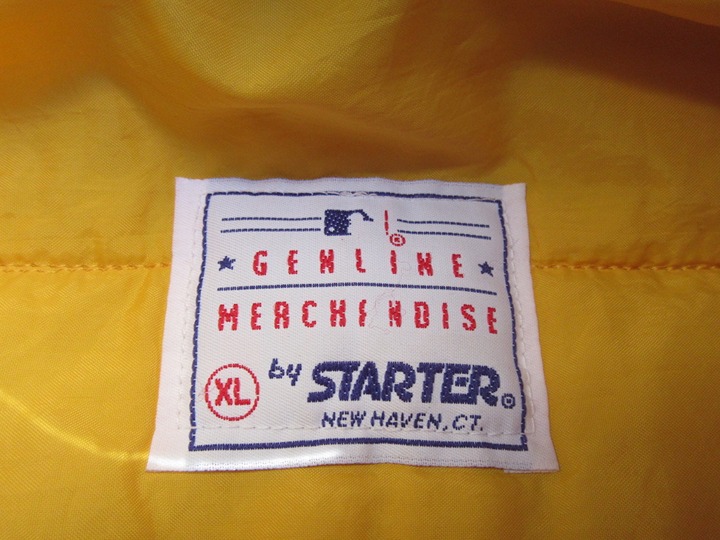 GENUINE
MERCHANDISE
XL by STARTER®
NEW HAVEN, CT.